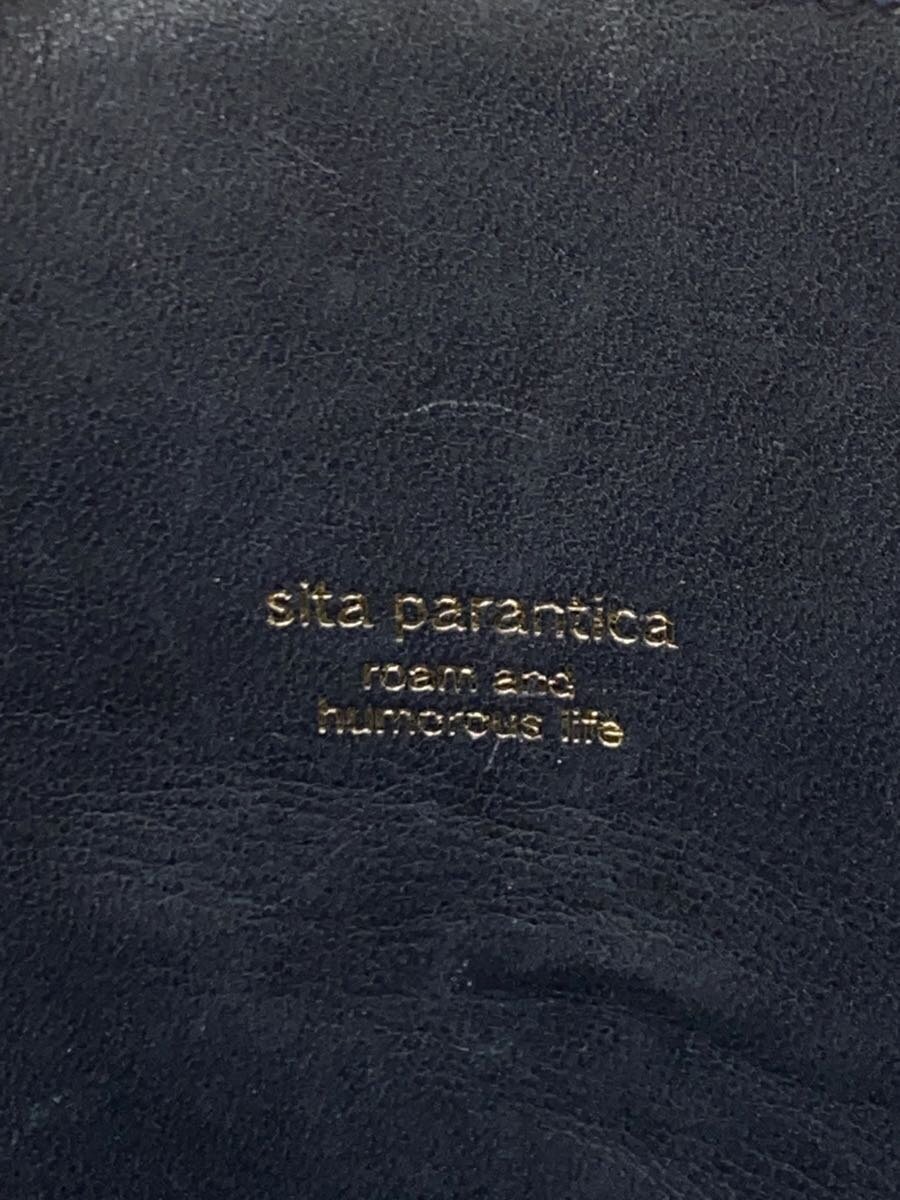 sita parantica
roam and
humorous life